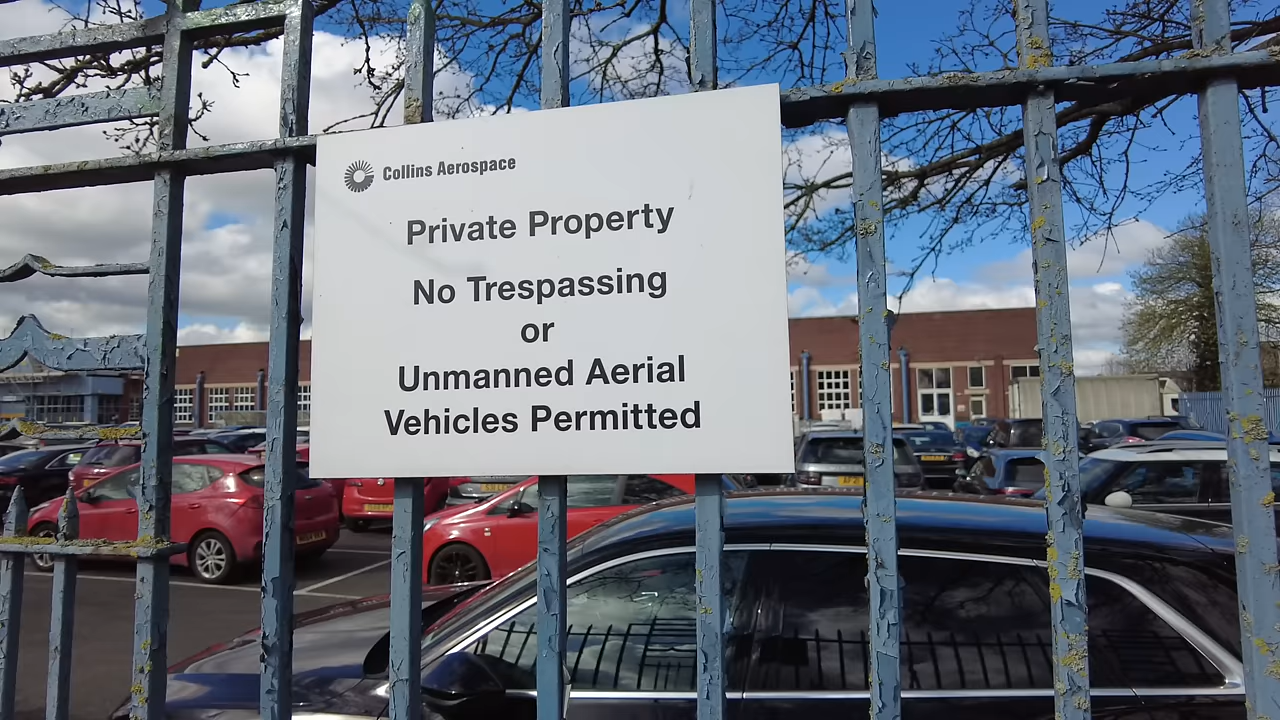 Collins Aerospace
Private Property
No Trespassing
or
Unmanned Aerial
Vehicles Permitted